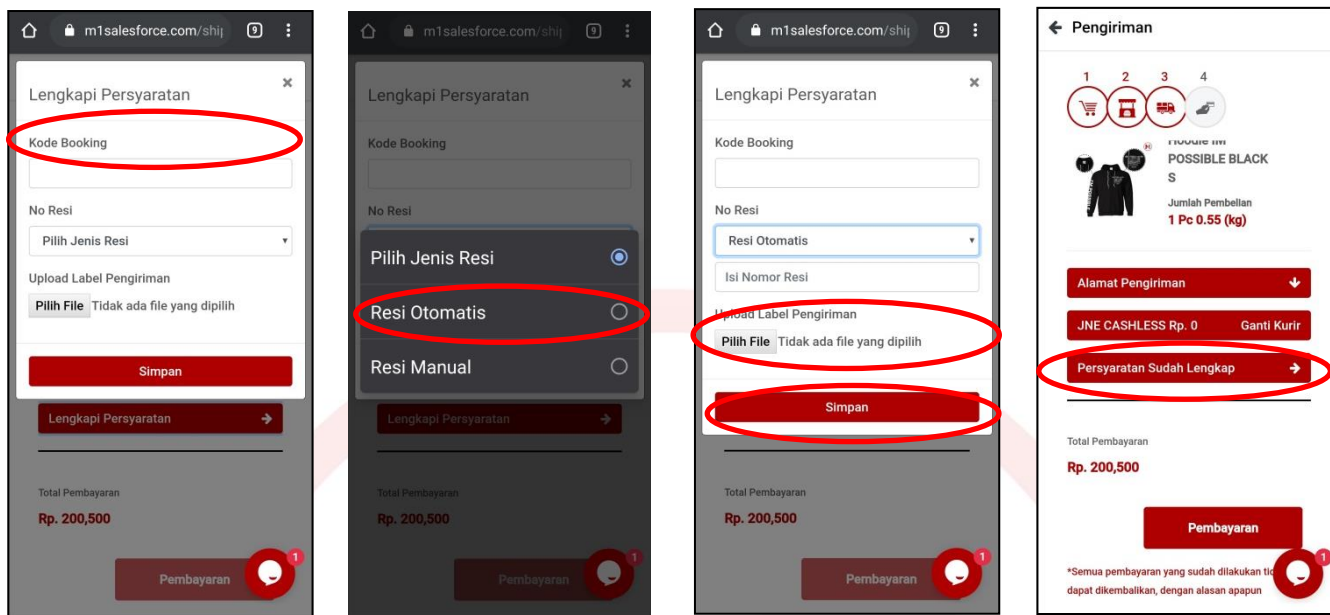 m1salesforce.com/ship
9
Lengkapi Persyaratan
×
Kode Booking
No Resi
Pilih Jenis Resi
Upload Label Pengiriman
Pilih File Tidak ada file yang dipilih
Simpan
Lengkapi Persyaratan
Total Pembayaran
Rp. 200,500
Pembayaran
1
m1salesforce.com/ship
9
Lengkapi Persyaratan
×
Kode Booking
No Resi
Pilih Jenis Resi
Resi Otomatis
Resi Manual
Lengkapi Persyaratan
Total Pembayaran
Rp. 200,500
Pembayaran
1
m1salesforce.com/ship
9
Lengkapi Persyaratan
×
Kode Booking
No Resi
Resi Otomatis
Isi Nomor Resi
Upload Label Pengiriman
Pilih File Tidak ada file yang dipilih
Simpan
Total Pembayaran
Rp. 200,500
Pembayaran
1
Pengiriman
1 2 3 4
Hoodie IM
POSSIBLE BLACK
S
Jumlah Pembelian
1 Pc 0.55 (kg)
Alamat Pengiriman
JNE CASHLESS Rp. 0 Ganti Kurir
Persyaratan Sudah Lengkap
Total Pembayaran
Rp. 200,500
Pembayaran
1
*Semua pembayaran yang sudah dilakukan
dapat dikembalikan, dengan alasan apapun